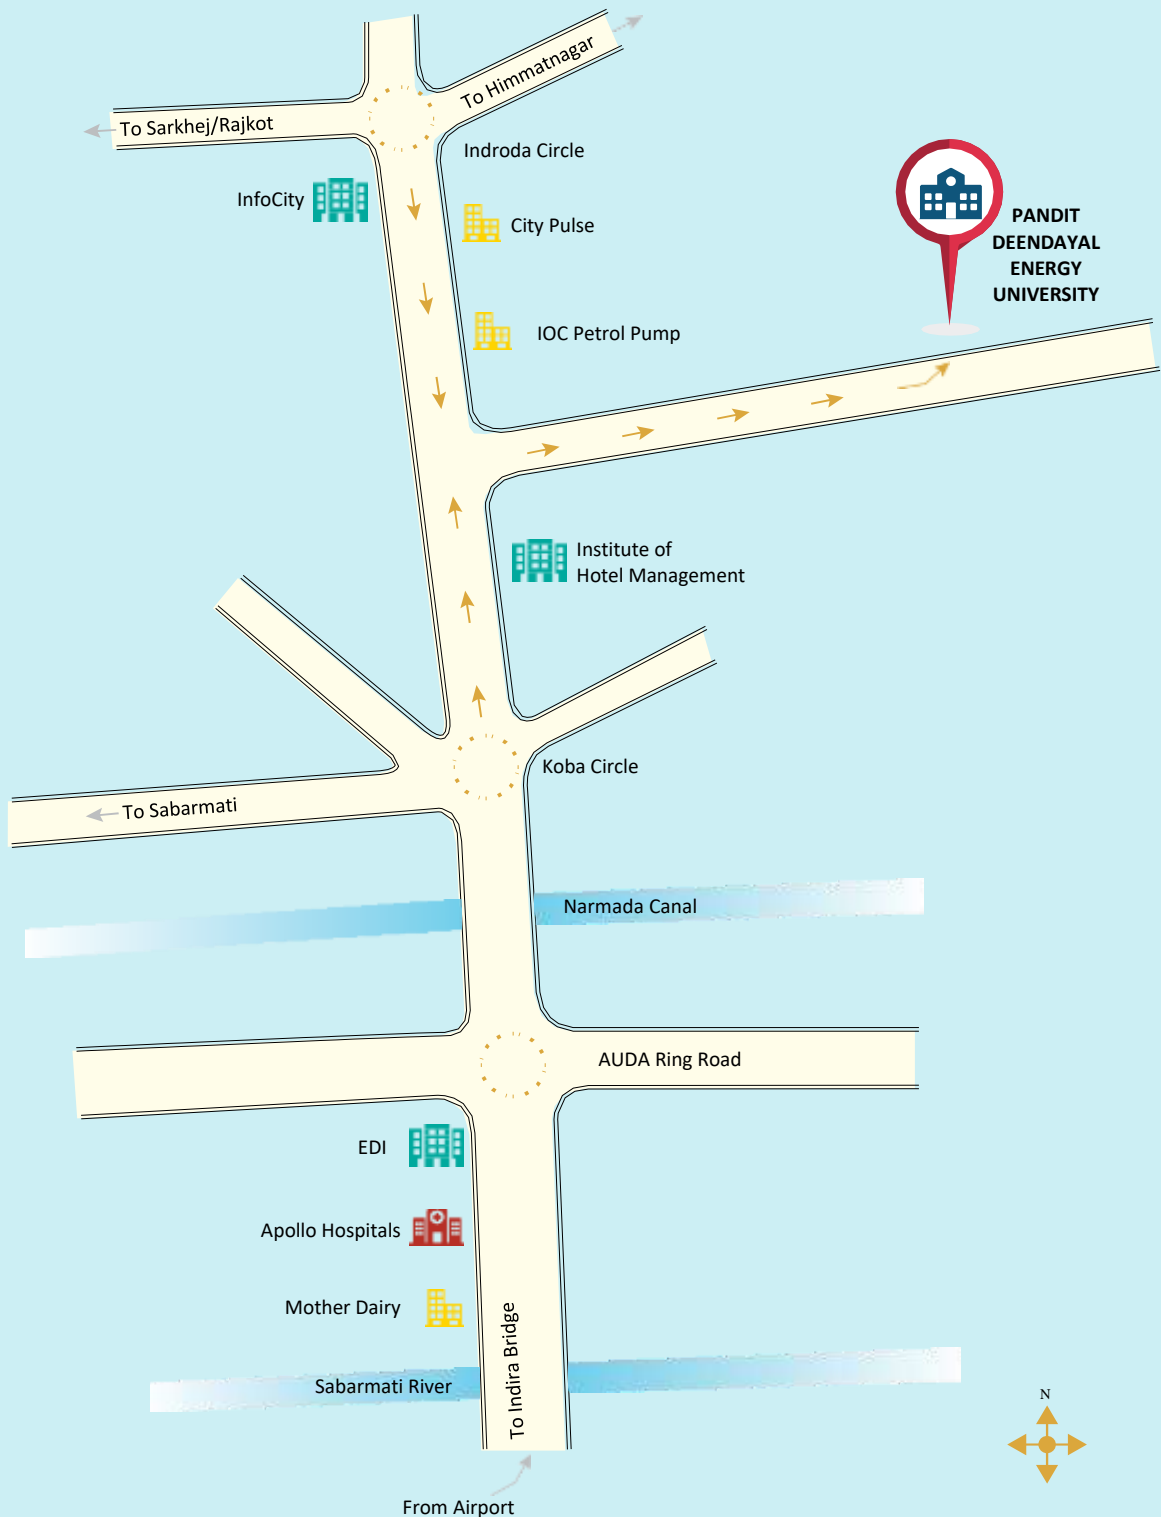 To Himmatnagar
To Sarkhej/Rajkot
Indroda Circle
InfoCity
City Pulse
PANDIT
DEENDAYAL
ENERGY
UNIVERSITY
IOC Petrol Pump
Institute of
Hotel Management
Koba Circle
To Sabarmati
Narmada Canal
AUDA Ring Road
EDI
Apollo Hospitals
Mother Dairy
To Indira Bridge
Sabarmati River
N
From Airport